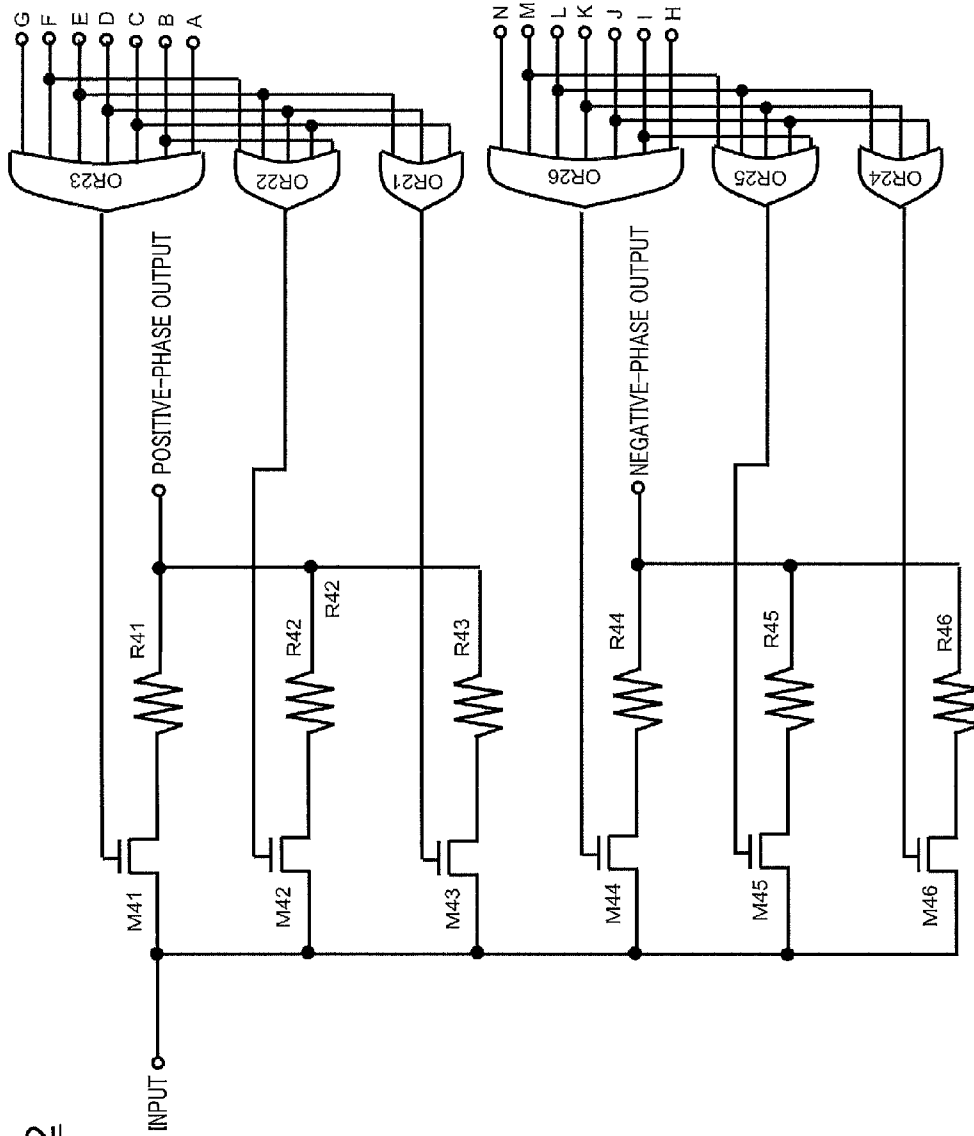 G
F
E
D
C
B
A
OR23
OR22
OR21
POSITIVE-PHASE OUTPUT
R41
R42
R42
R43
M41
M42
M43
INPUT
N
M
L
K
J
I
H
OR26
OR25
OR24
NEGATIVE-PHASE OUTPUT
R44
R45
R46
M44
M45
M46
2